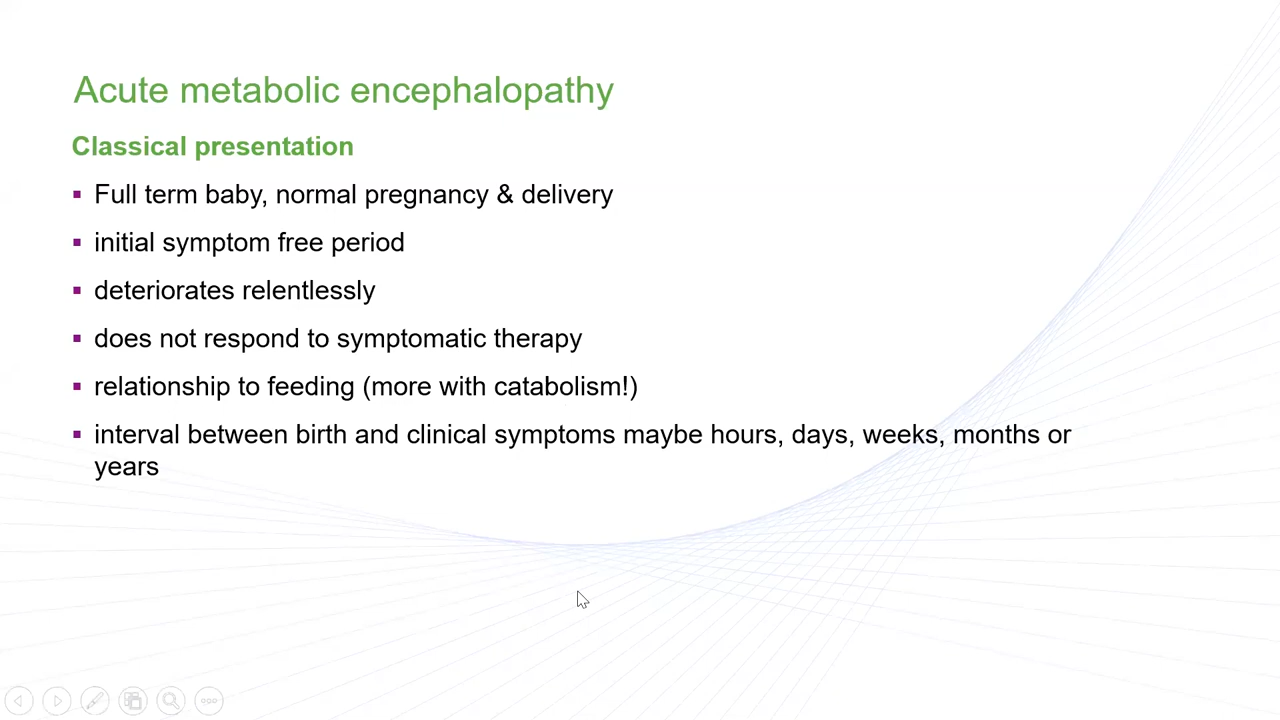 Acute metabolic encephalopathy
Classical presentation
▪ Full term baby, normal pregnancy & delivery
▪ initial symptom free period
▪ deteriorates relentlessly
▪ does not respond to symptomatic therapy
▪ relationship to feeding (more with catabolism!)
▪ interval between birth and clinical symptoms maybe hours, days, weeks, months or
years